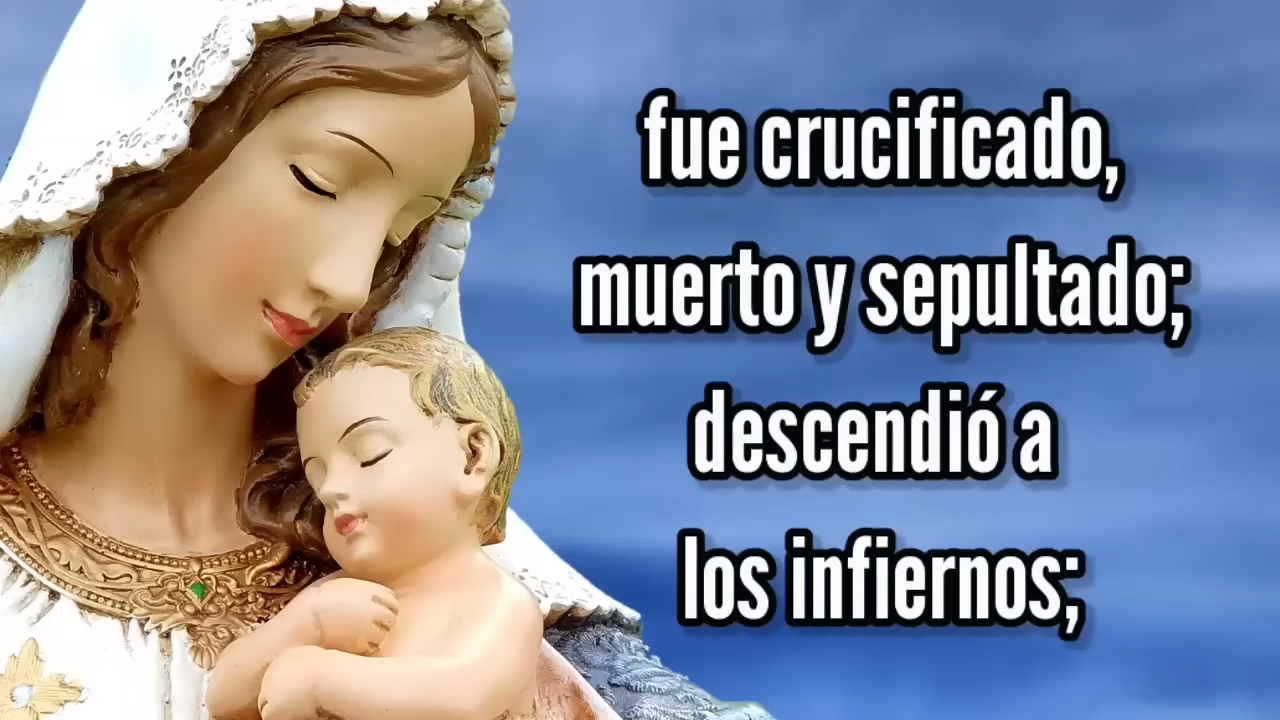 fue crucificado,
muerto y sepultado;
descendió a
los infiernos;